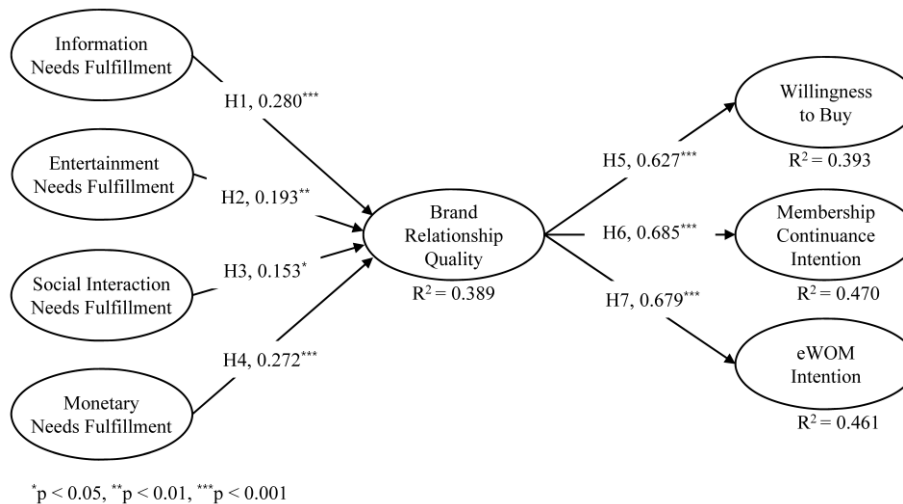 Information
Needs Fulfillment
H1, 0.280***
Entertainment
Needs Fulfillment
H2, 0.193**
Social Interaction
Needs Fulfillment
H3, 0.153*
Monetary
Needs Fulfillment
H4, 0.272***
Brand
Relationship
Quality
R² = 0.389
H5, 0.627***
H6, 0.685***
H7, 0.679***
Willingness
to Buy
R² = 0.393
Membership
Continuance
Intention
R² = 0.470
eWOM
Intention
R² = 0.461
*p < 0.05, **p < 0.01, ***p < 0.001